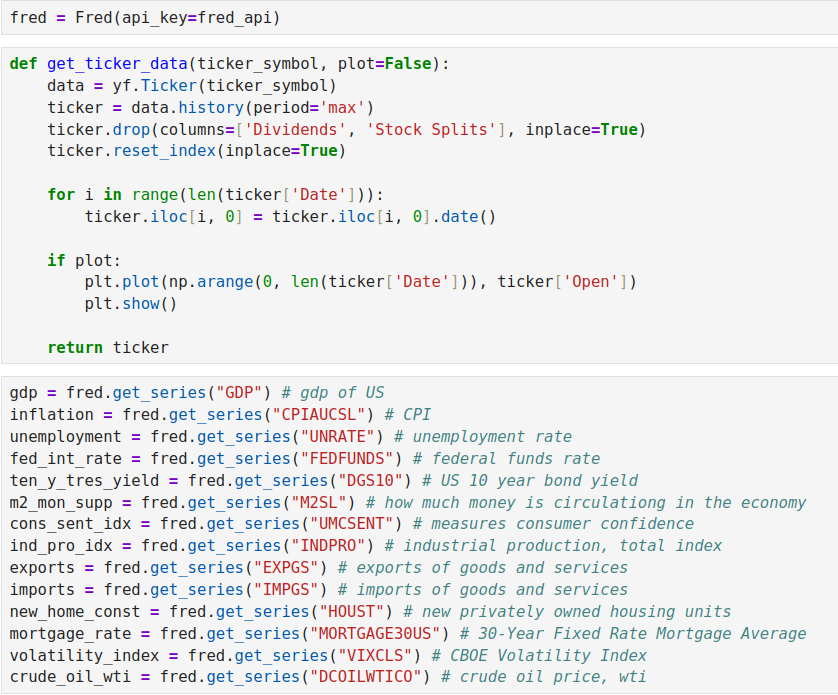 fred = Fred(api_key=fred_api)
def get_ticker_data(ticker_symbol, plot=False):
    data = yf.Ticker(ticker_symbol)
    ticker = data.history(period='max')
    ticker.drop(columns=['Dividends', 'Stock Splits'], inplace=True)
    ticker.reset_index(inplace=True)
    for i in range(len(ticker['Date'])):
        ticker.iloc[i, 0] = ticker.iloc[i, 0].date()
    if plot:
        plt.plot(np.arange(0, len(ticker['Date'])), ticker['Open'])
        plt.show()
    return ticker
gdp = fred.get_series("GDP") # gdp of US
inflation = fred.get_series("CPIAUCSL") # CPI
unemployment = fred.get_series("UNRATE") # unemployment rate
fed_int_rate = fred.get_series("FEDFUNDS") # federal funds rate
ten_y_tres_yield = fred.get_series("DGS10") # US 10 year bond yield
m2_mon_supp = fred.get_series("M2SL") # how much money is circulationg in the economy
cons_sent_idx = fred.get_series("UMCSENT") # measures consumer confidence
ind_pro_idx = fred.get_series("INDPRO") # industrial production, total index
exports = fred.get_series("EXPGS") # exports of goods and services
imports = fred.get_series("IMPGS") # imports of goods and services
new_home_const = fred.get_series("HOUST") # new privately owned housing units
mortgage_rate = fred.get_series("MORTGAGE30US") # 30-Year Fixed Rate Mortgage Average
volatility_index = fred.get_series("VIXCLS") # CBOE Volatility Index
crude_oil_wti = fred.get_series("DCOILWTICO") # crude oil price, wti